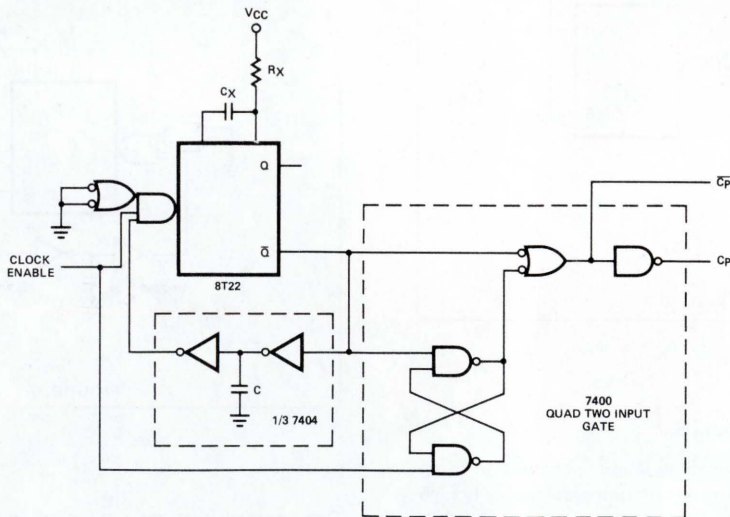 VCC
RX
CX
Q
Q̅
8T22
CLOCK
ENABLE
C
1/3 7404
C̅P̅
CP
7400
QUAD TWO INPUT
GATE